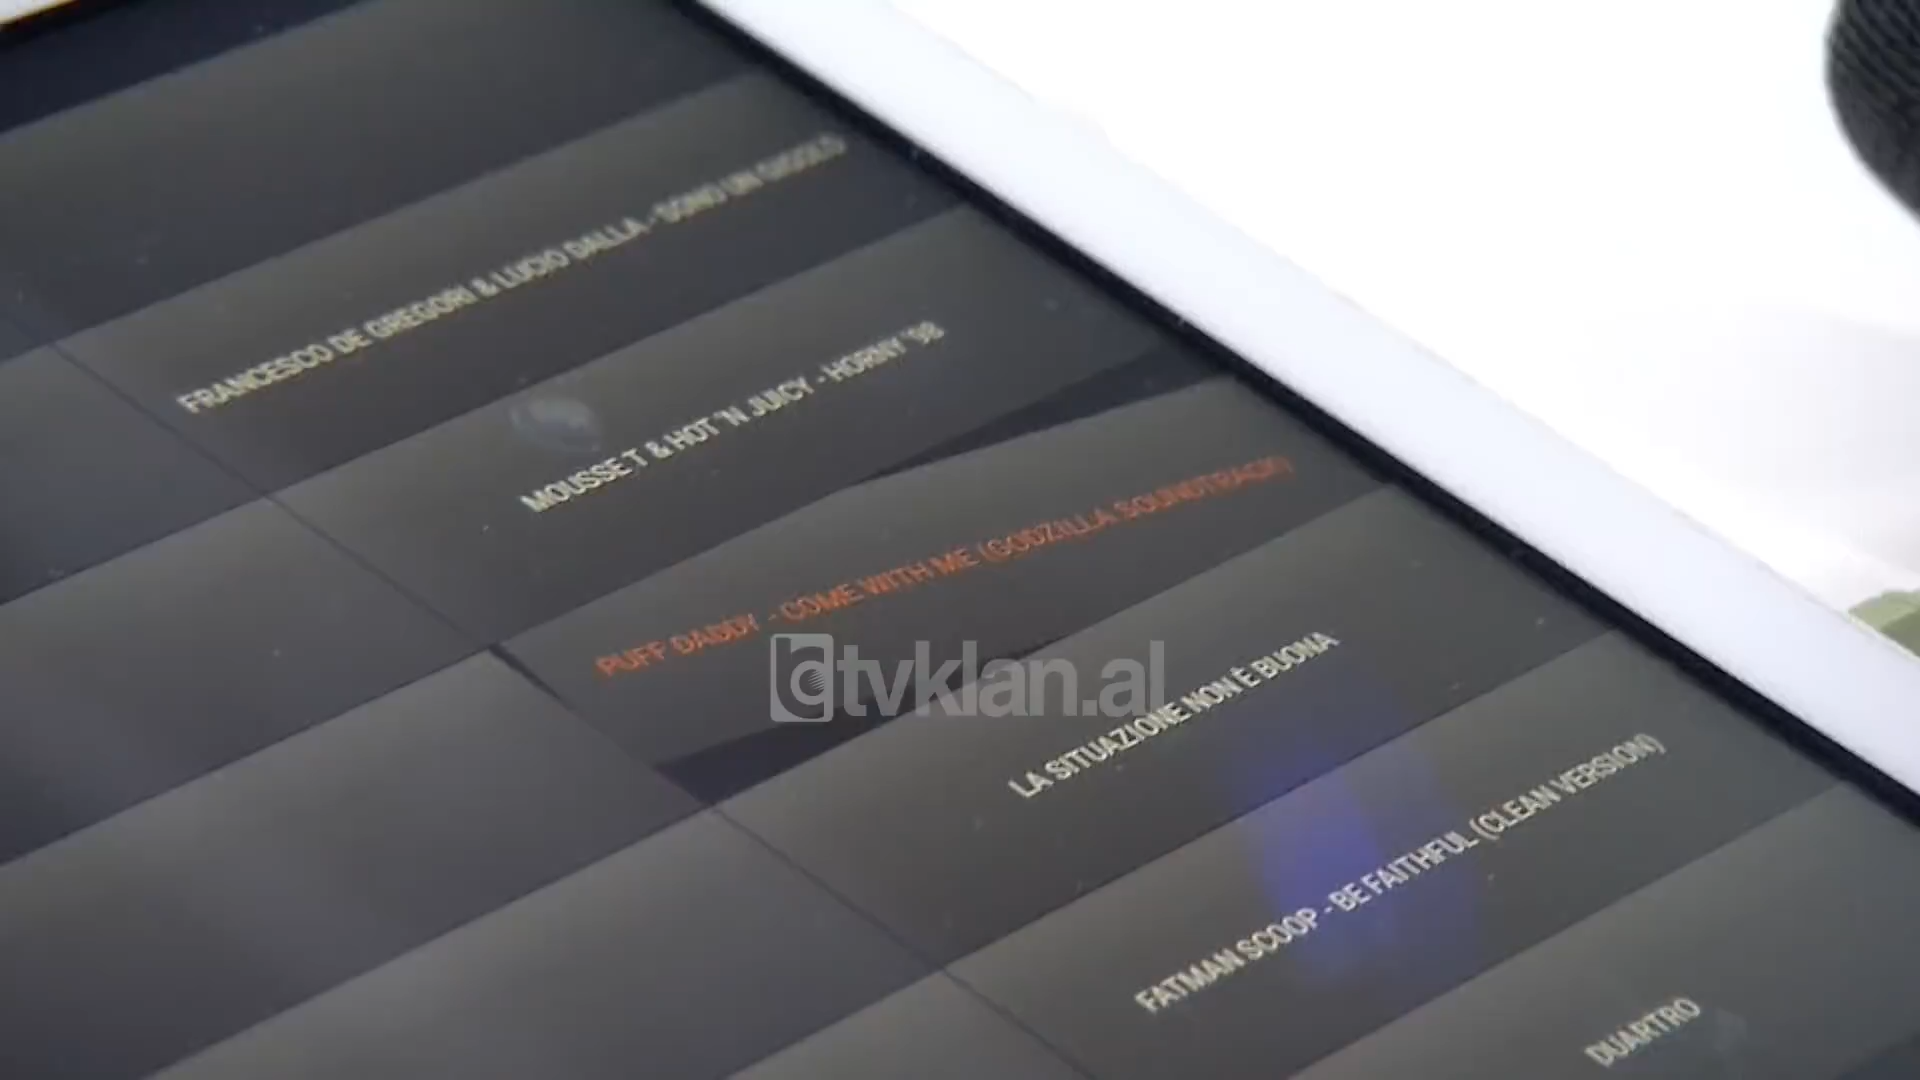 FRANCESCO DE GREGORI & LUCIO DALLA - SONO UN GIGOLÒ
MOUSSE T & HOT 'N JUICY - HORNY '98
PUFF DADDY - COME WITH ME (GODZILLA SOUNDTRACK)
tvklan.al
LA SITUAZIONE NON È BUONA
FATMAN SCOOP - BE FAITHFUL (CLEAN VERSION)
DUARTRO